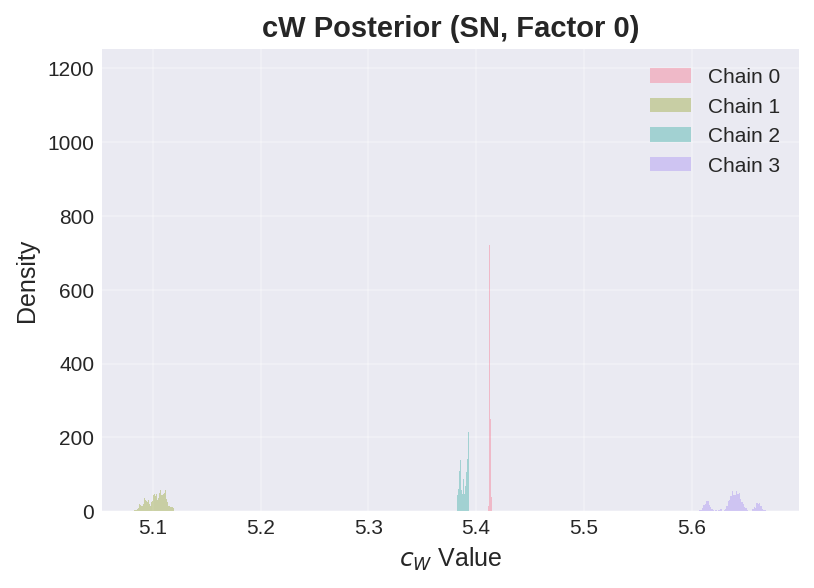 cW Posterior (SN, Factor 0)
1200
1000
800
600
400
200
0
Density
Chain 0
Chain 1
Chain 2
Chain 3
5.1 5.2 5.3 5.4 5.5 5.6
c_W Value